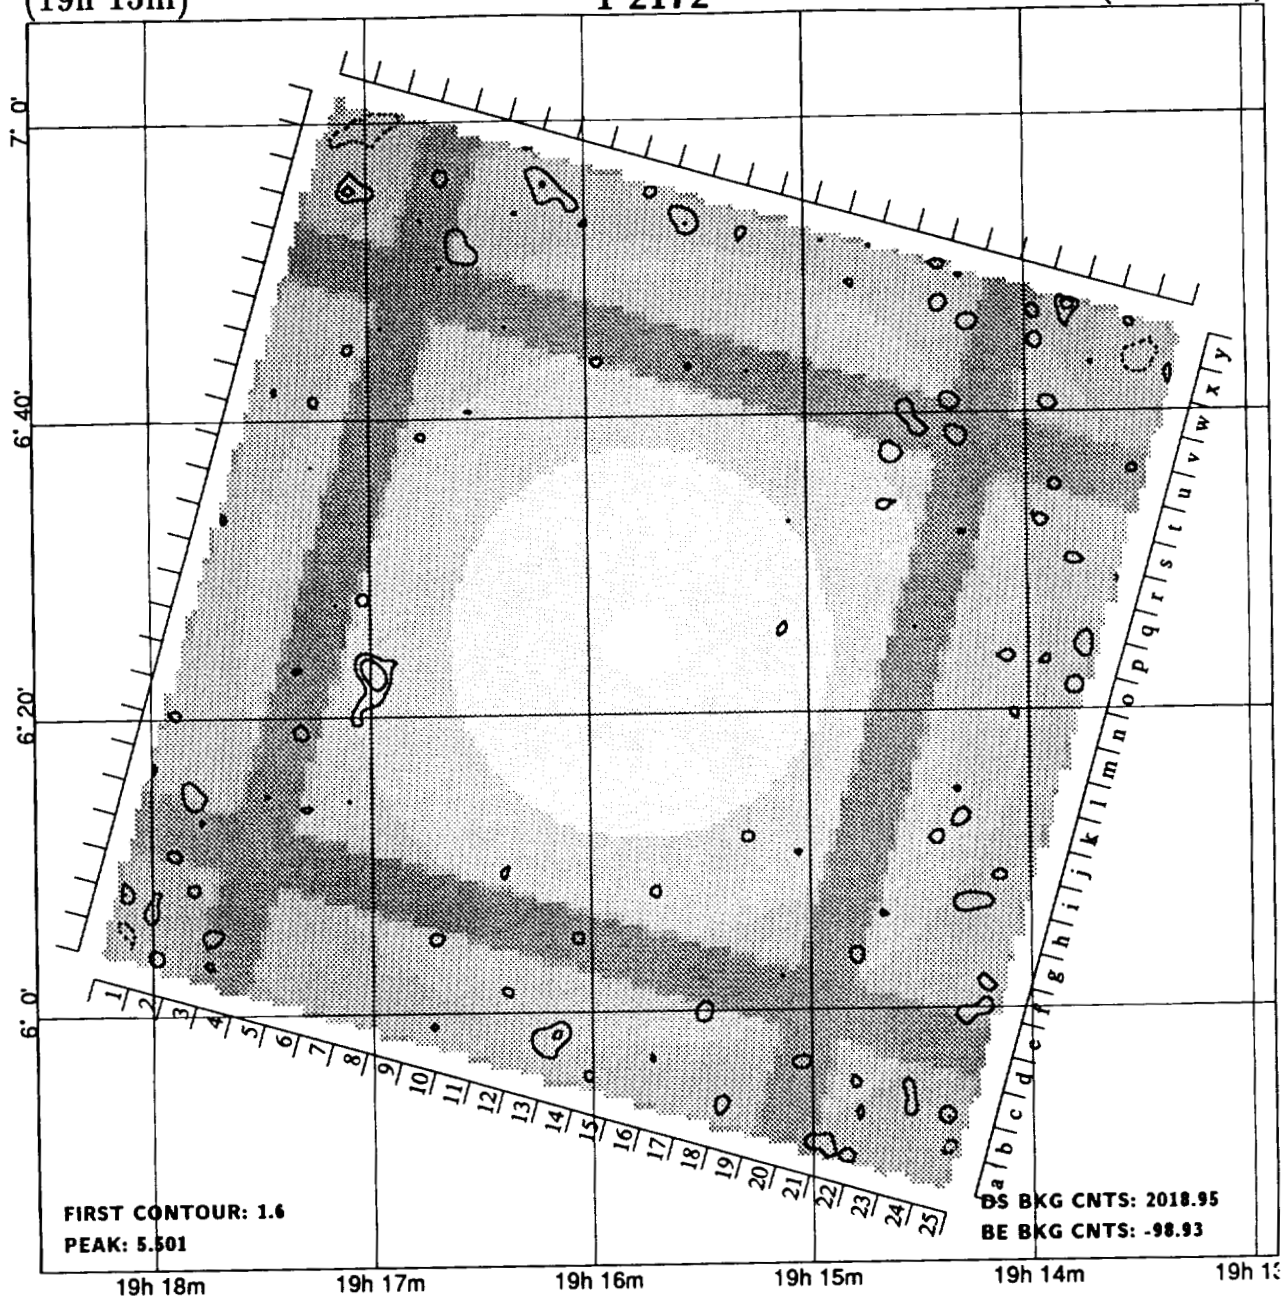 (19h 15m)
I 2172
7° 0'
6° 40'
6° 20'
6° 0'
y
x
w
v
u
t
s
r
q
p
o
n
m
l
k
j
i
h
g
f
e
d
c
b
a
1 2 3 4 5 6 7 8 9 10 11 12 13 14 15 16 17 18 19 20 21 22 23 24 25
FIRST CONTOUR: 1.6
PEAK: 5.501
DS BKG CNTS: 2018.95
BE BKG CNTS: -98.93
19h 18m 19h 17m 19h 16m 19h 15m 19h 14m 19h 13